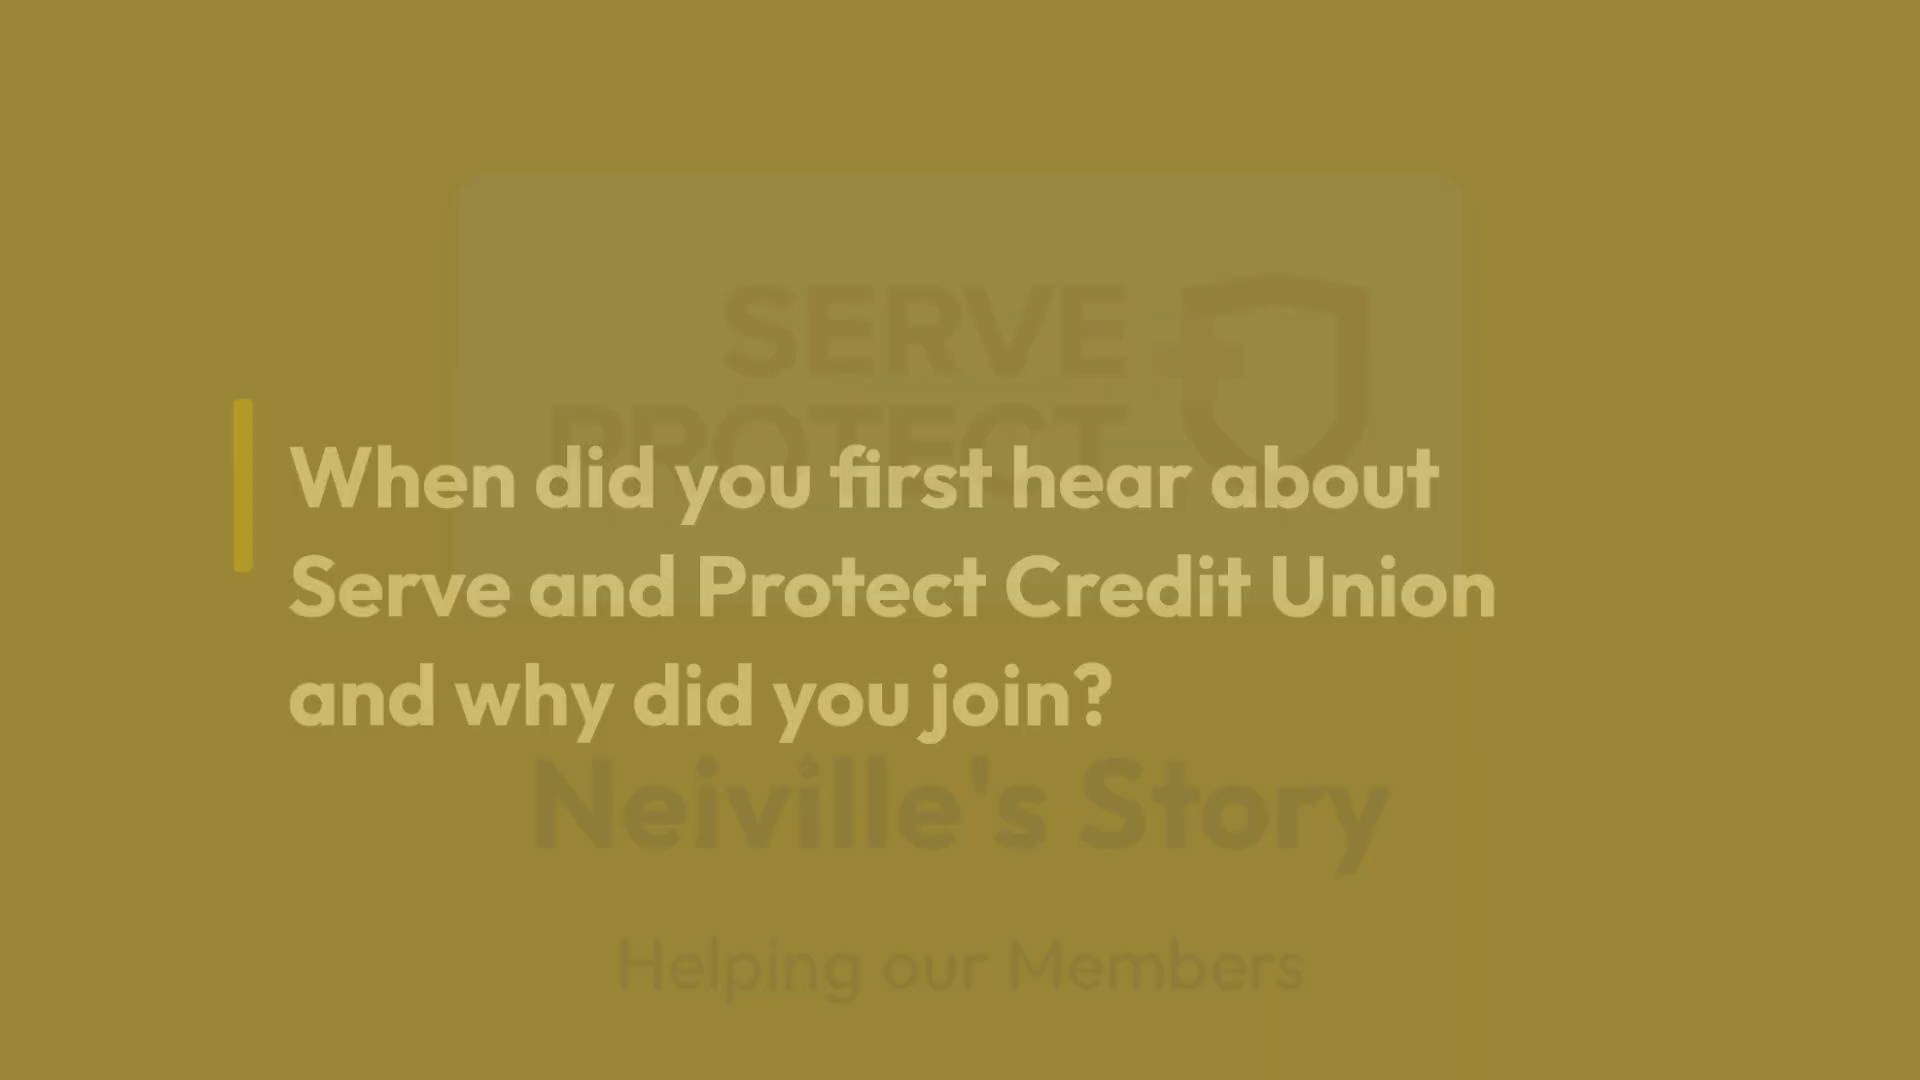 SERVE
PROTECT
When did you first hear about
Serve and Protect Credit Union
and why did you join?
Neiville's Story
Helping our Members